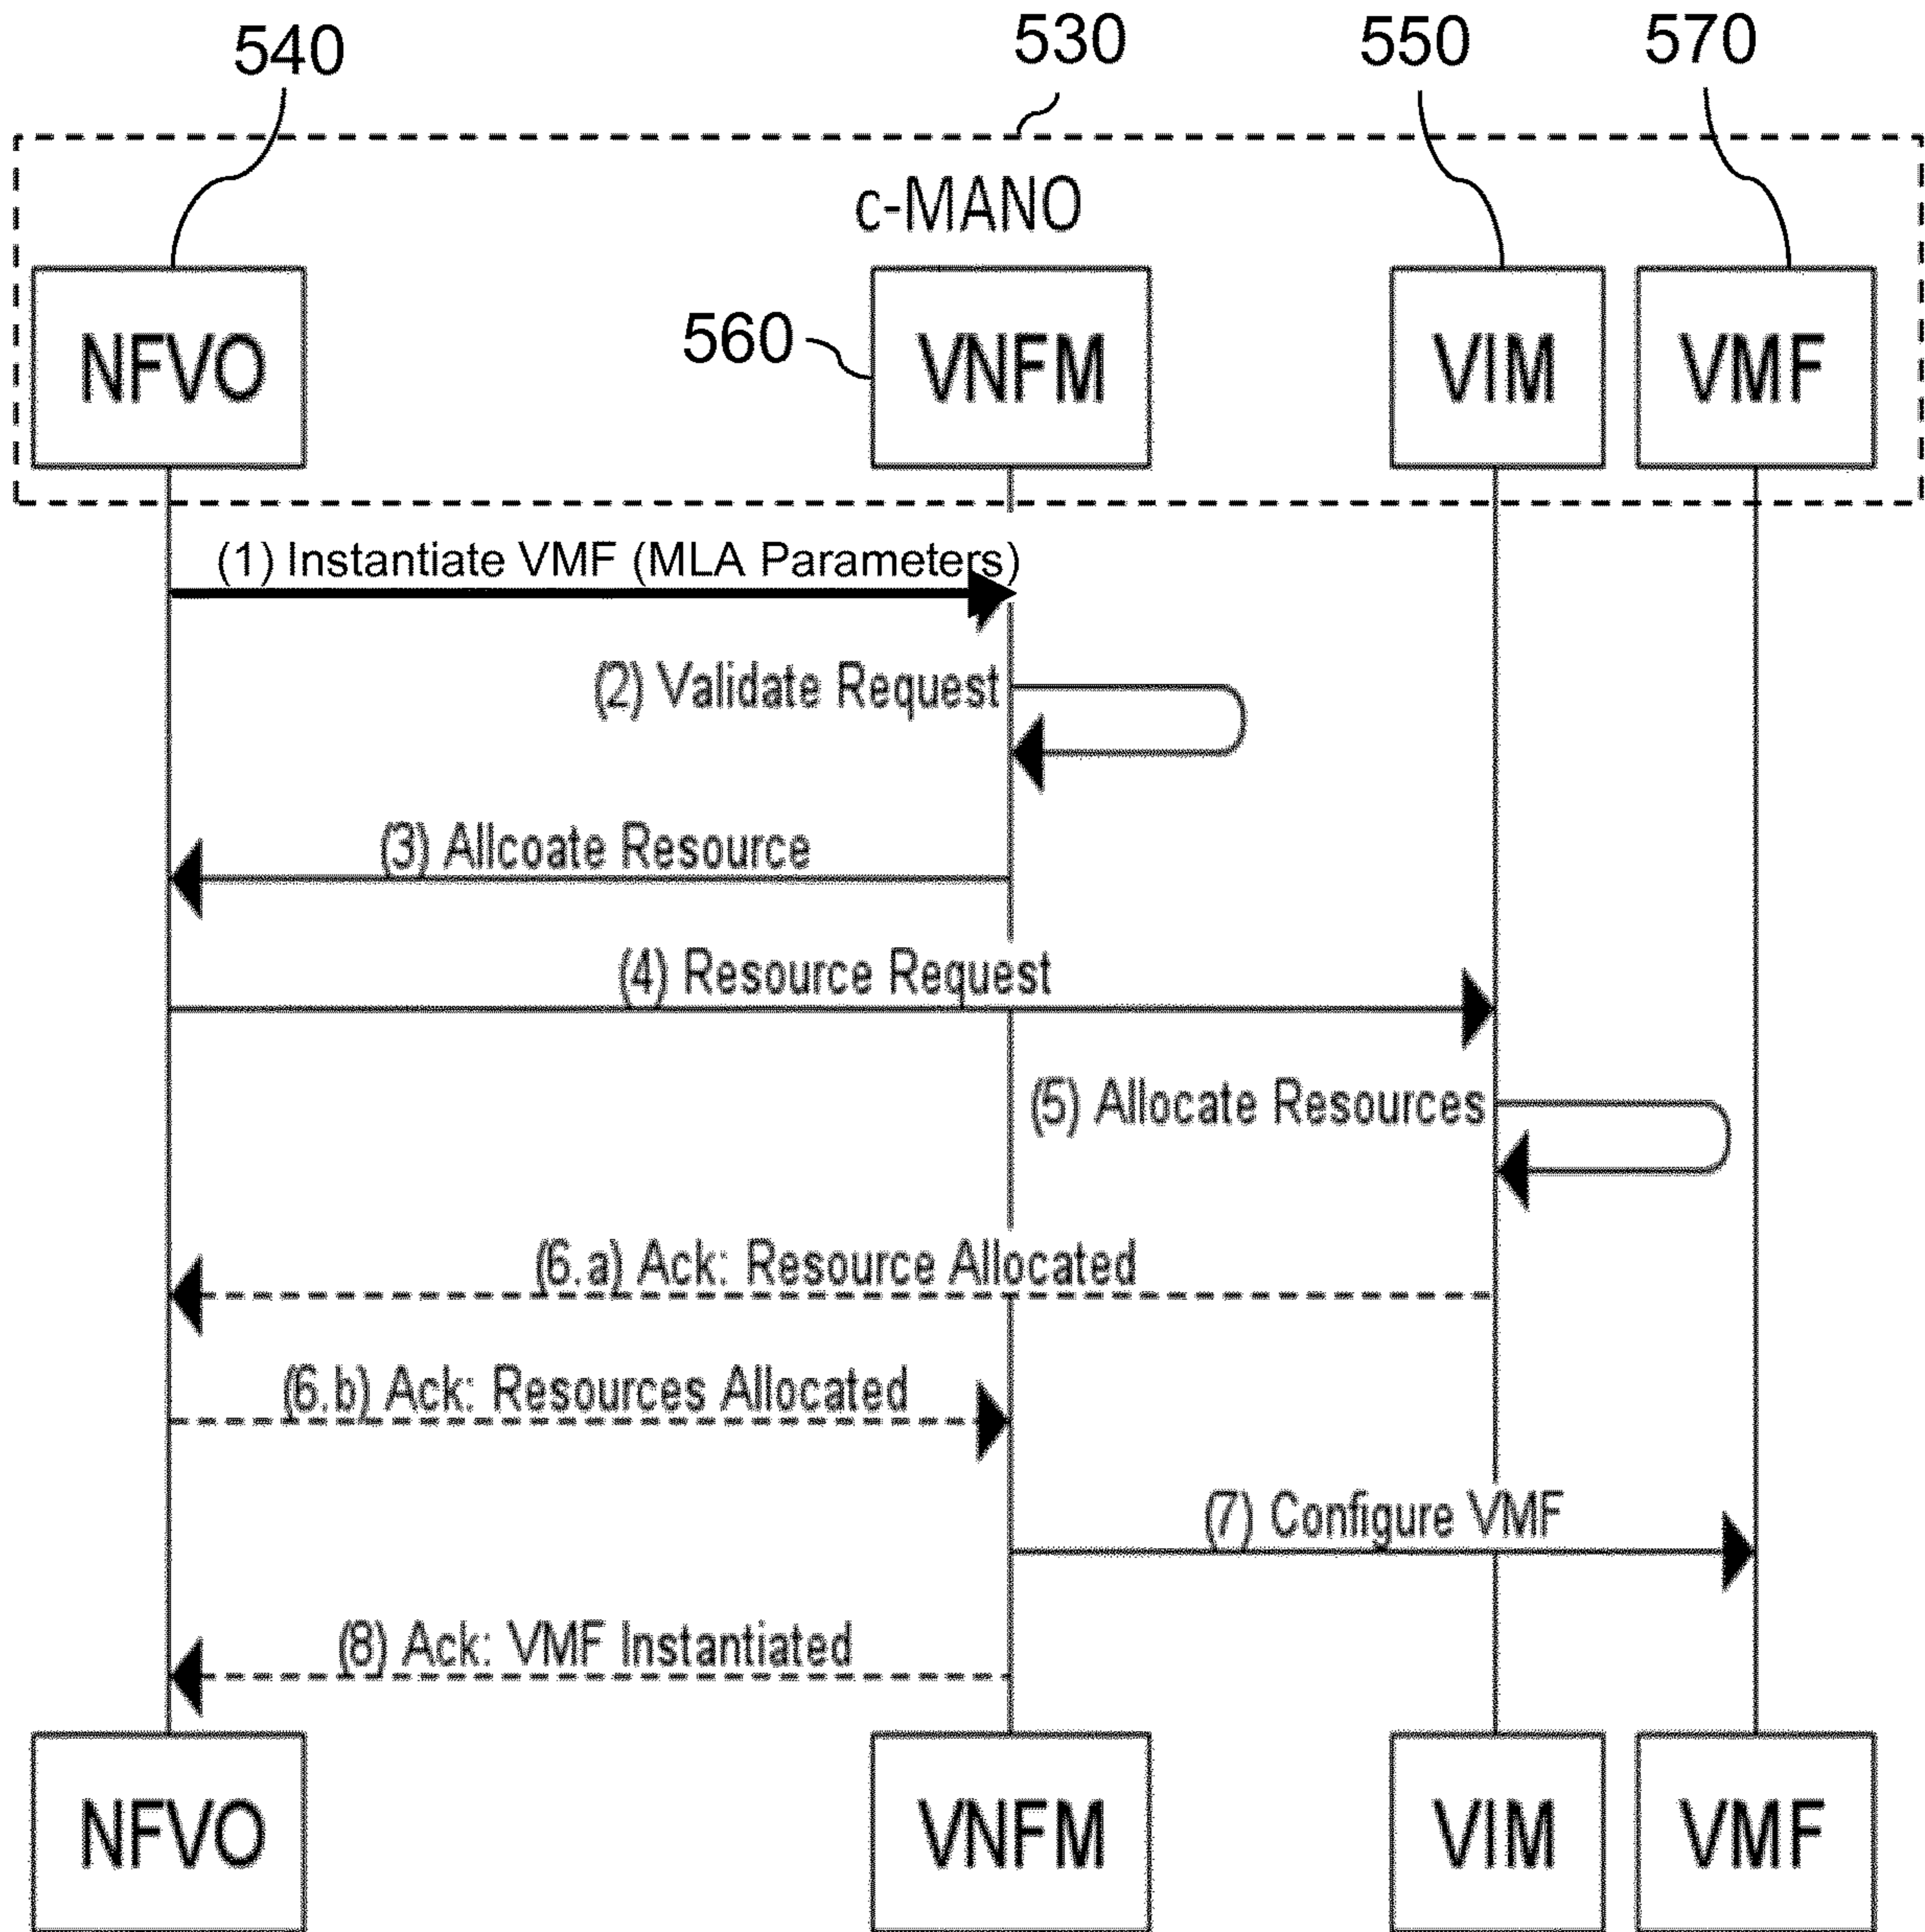 540
530
550
570
c-MANO
NFVO
560
VNFM
VIM
VMF
(1) Instantiate VMF (MLA Parameters)
(2) Validate Request
(3) Allcoate Resource
(4) Resource Request
(5) Allocate Resources
(6.a) Ack: Resource Allocated
(6.b) Ack: Resources Allocated
(7) Configure VMF
(8) Ack: VMF Instantiated
NFVO
VNFM
VIM
VMF